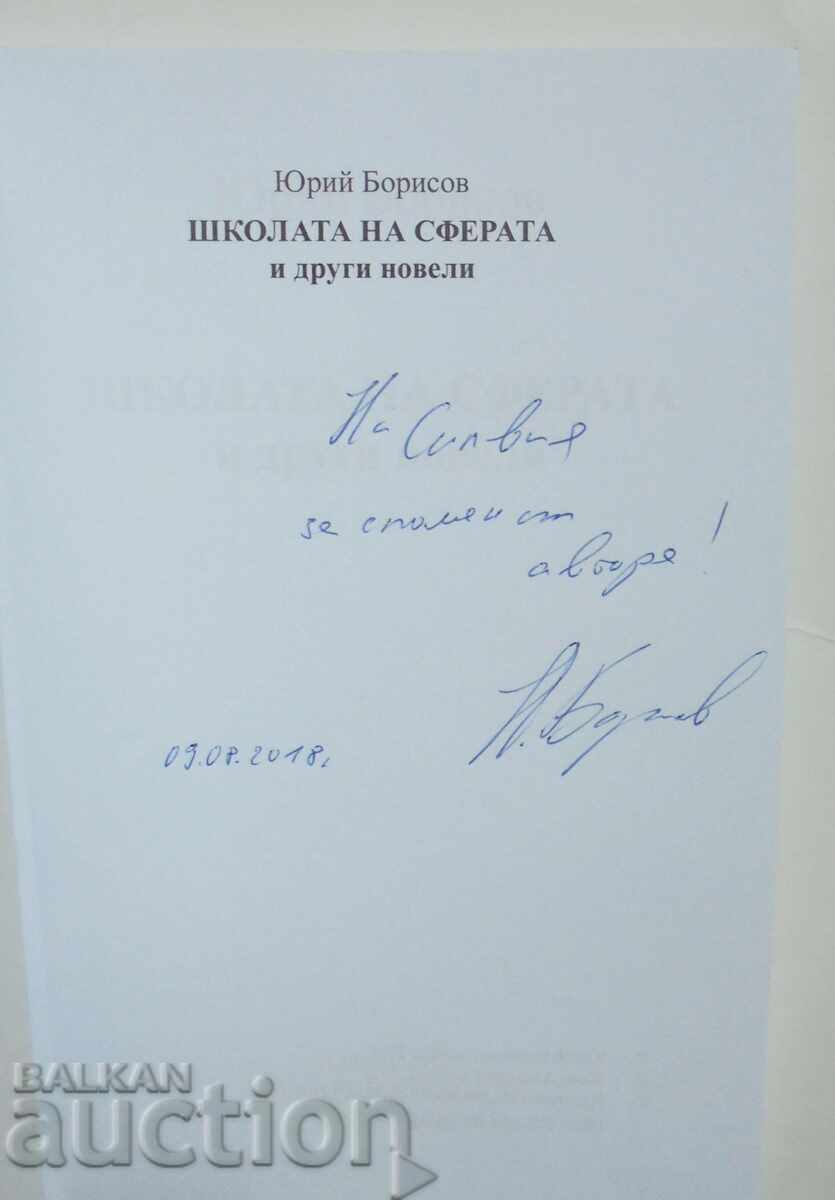 Юрий Борисов
ШКОЛАТА НА СФЕРАТА
и други новели
На Силвия
за спомен от
автора!
09.08.2018г.
BALKAN
auction